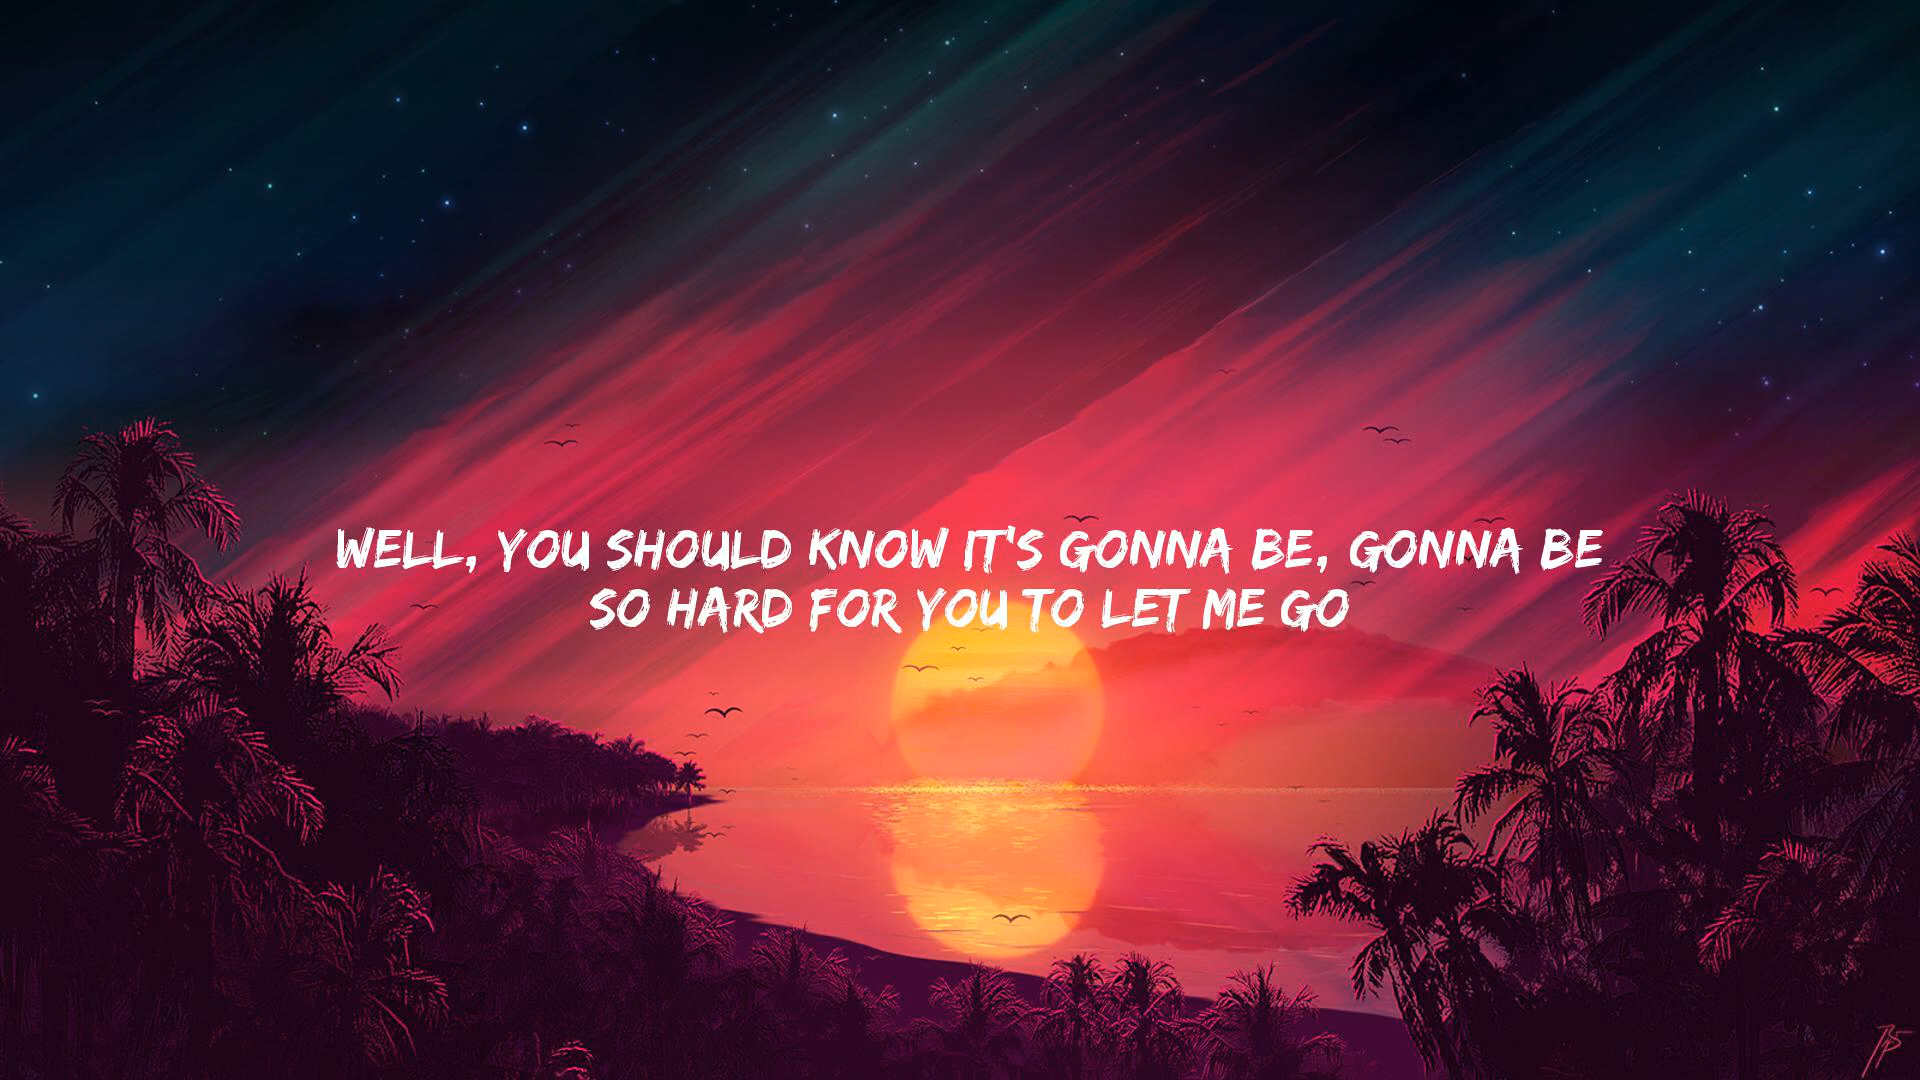 WELL, YOU SHOULD KNOW IT'S GONNA BE, GONNA BE
SO HARD FOR YOU TO LET ME GO